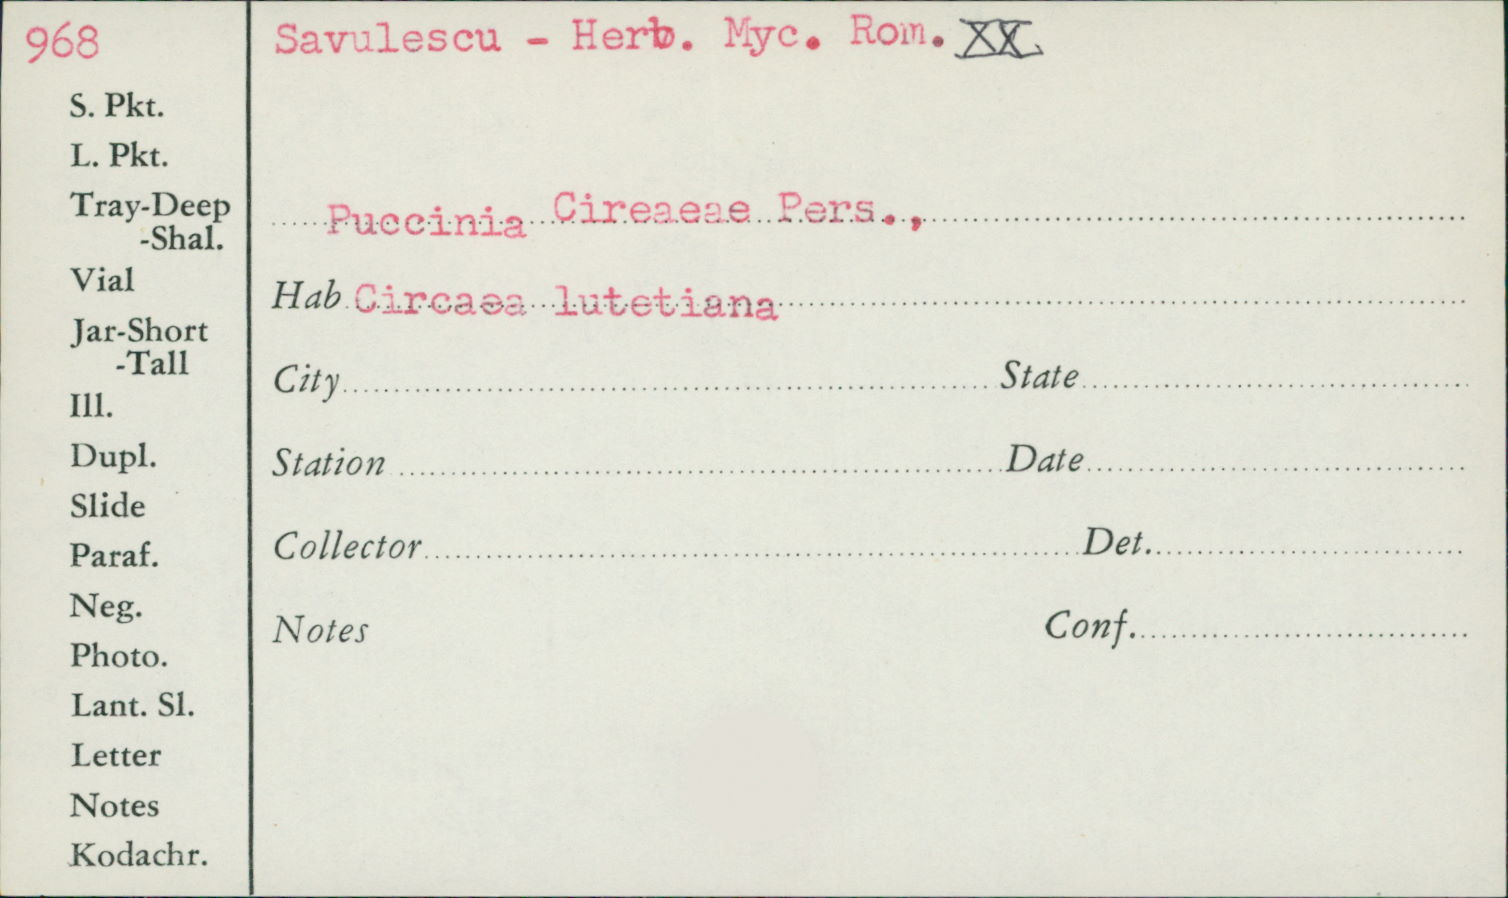 968
Savulescu - Herb. Myc. Rom. XX
S. Pkt.
L. Pkt.
Tray-Deep
-Shal.
Vial
Jar-Short
-Tall
Ill.
Dupl.
Slide
Paraf.
Neg.
Photo.
Lant. Sl.
Letter
Notes
Kodachr.
Puccinia Cireaeae Pers.,
Hab Circaea lutetiana
City State
Station Date
Collector Det.
Notes Conf.